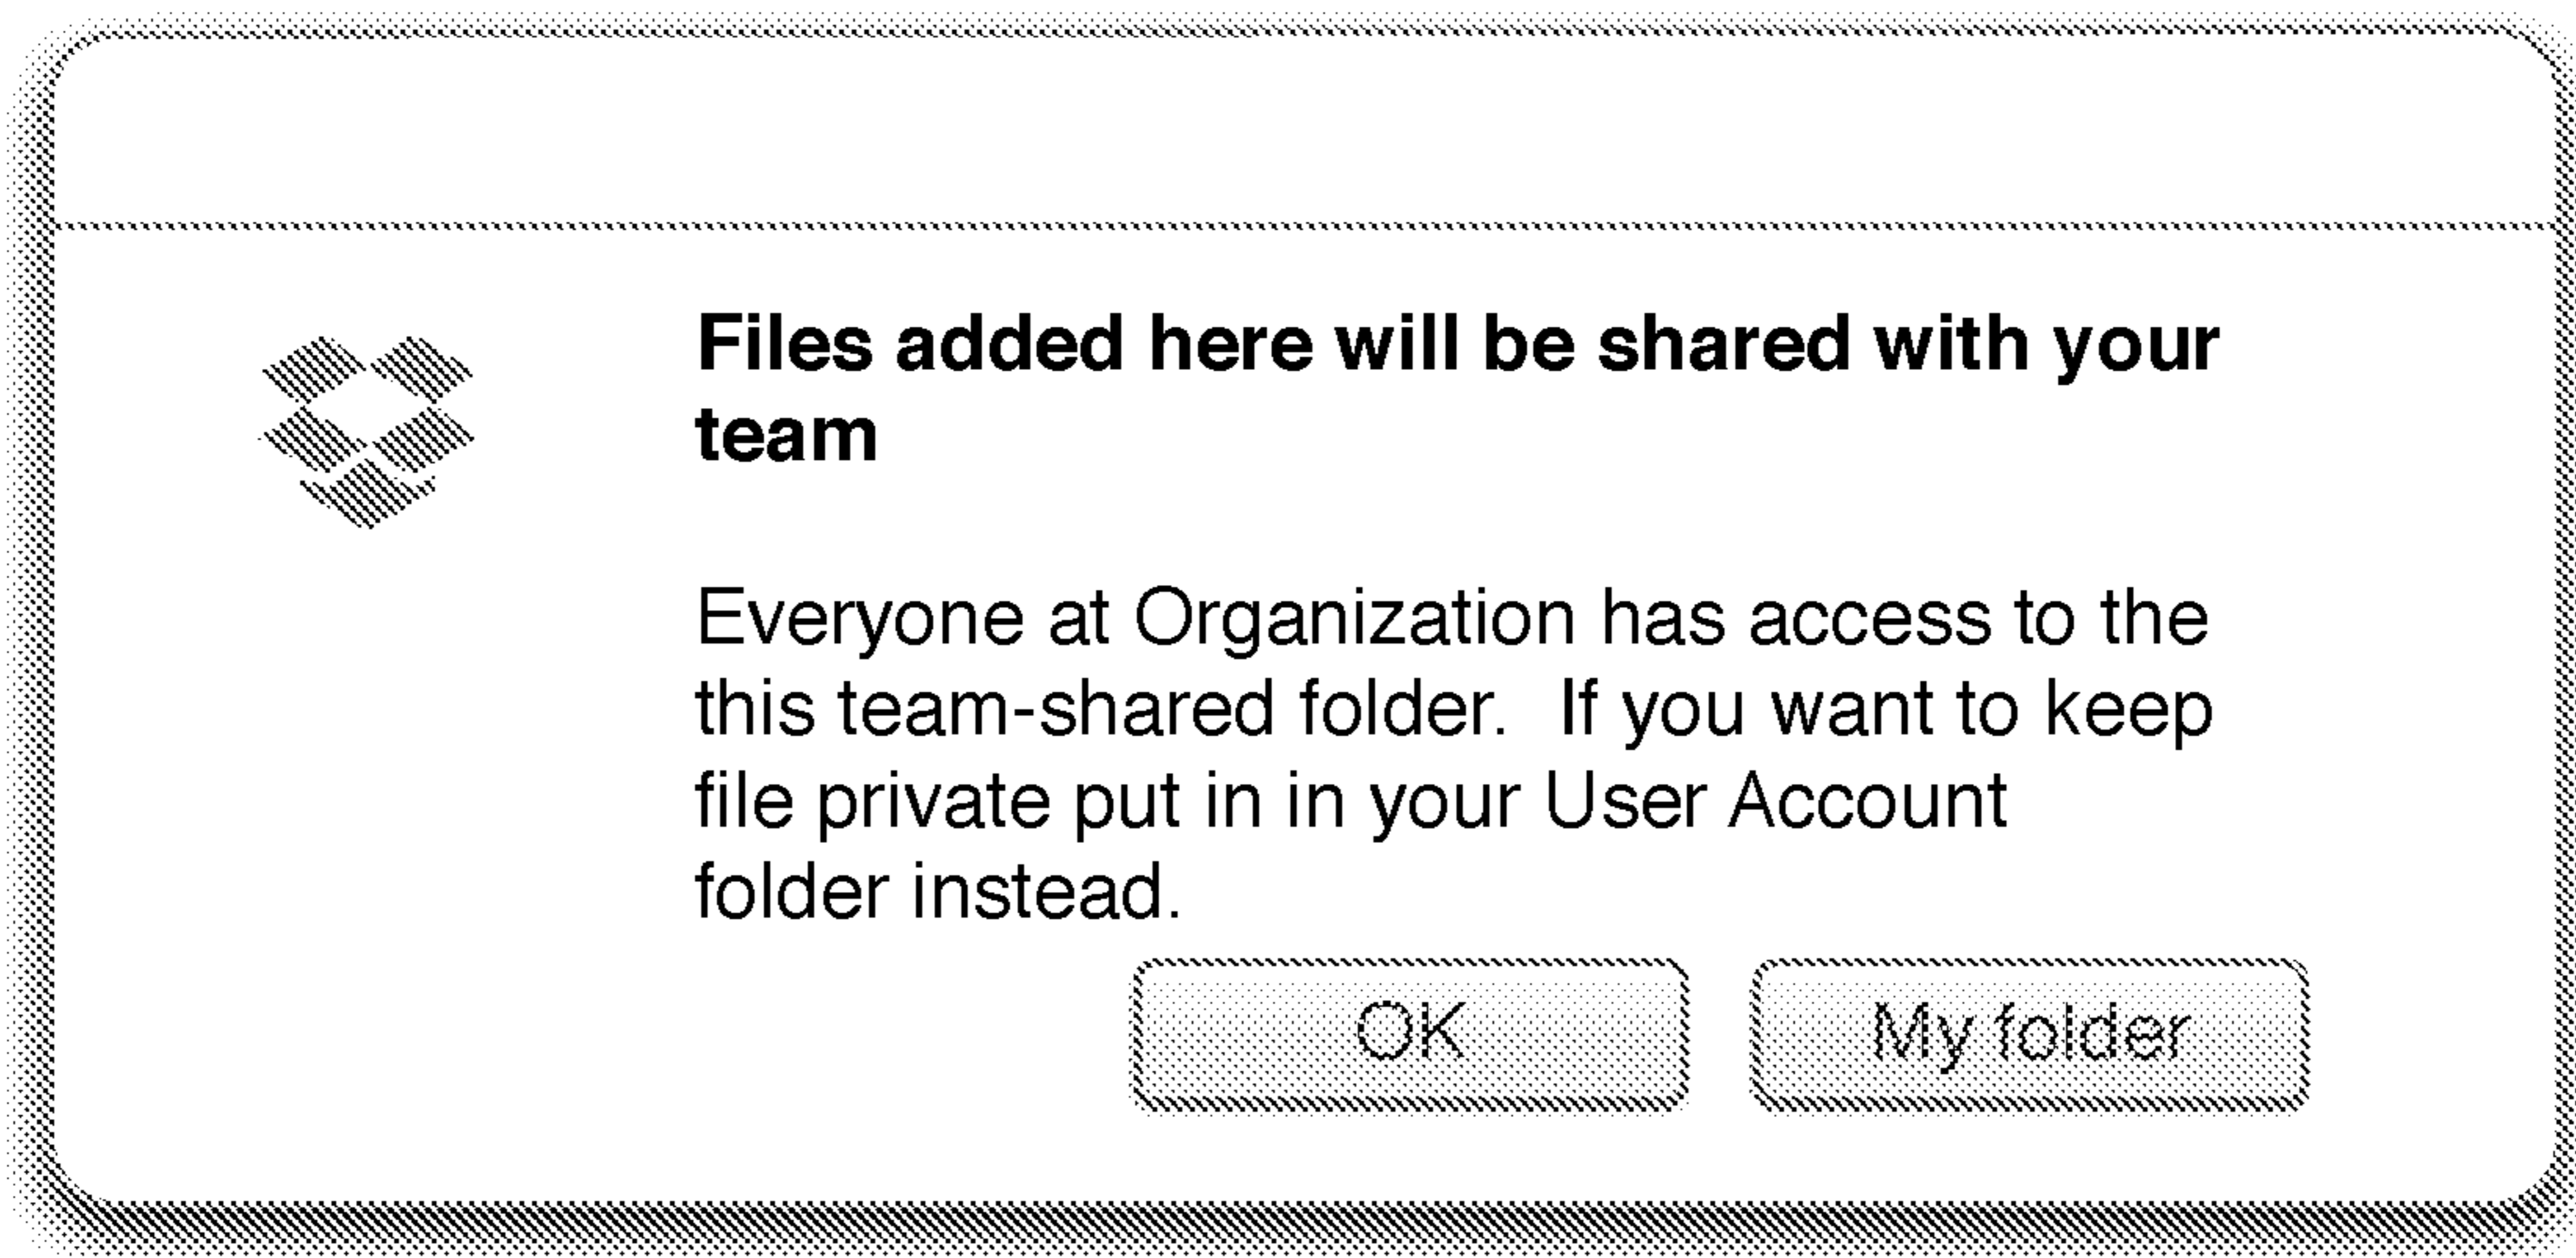 Files added here will be shared with your
team
Everyone at Organization has access to the
this team-shared folder.  If you want to keep
file private put in in your User Account
folder instead.
OK
My folder